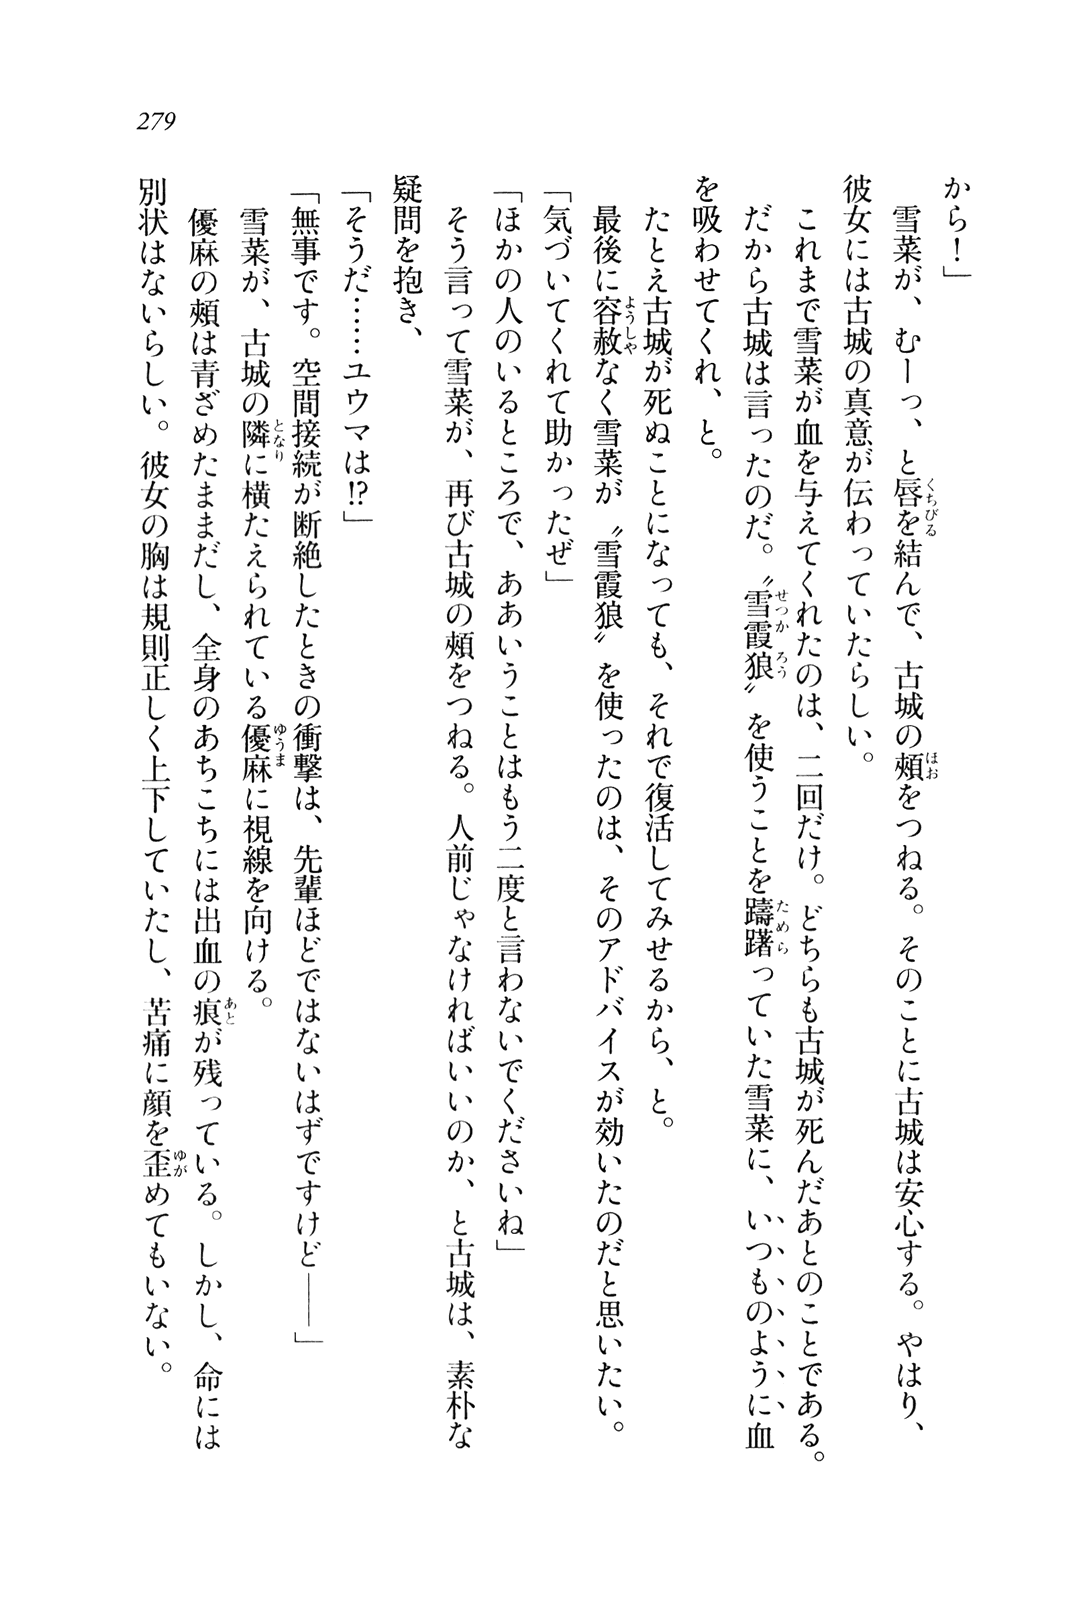 279
から！」
　雪菜が、むーっ、と唇を結んで、古城の頰をつねる。そのことに古城は安心する。やはり、
彼女には古城の真意が伝わっていたらしい。
　これまで雪菜が血を与えてくれたのは、二回だけ。どちらも古城が死んだあとのことである。
　だから古城は言ったのだ。〝雪霞狼〟を使うことを躊躇っていた雪菜に、いつものように血
を吸わせてくれ、と。
　たとえ古城が死ぬことになっても、それで復活してみせるから、と。
　最後に容赦なく雪菜が〝雪霞狼〟を使ったのは、そのアドバイスが効いたのだと思いたい。
「気づいてくれて助かったぜ」
「ほかの人のいるところで、ああいうことはもう二度と言わないでくださいね」
　そう言って雪菜が、再び古城の頰をつねる。人前じゃなければいいのか、と古城は、素朴な
疑問を抱き、
「そうだ……ユウマは!?」
「無事です。空間接続が断絶したときの衝撃は、先輩ほどではないはずですけど――」
　雪菜が、古城の隣に横たえられている優麻に視線を向ける。
　優麻の頰は青ざめたままだし、全身のあちこちには出血の痕が残っている。しかし、命には
別状はないらしい。彼女の胸は規則正しく上下していたし、苦痛に顔を歪めてもいない。